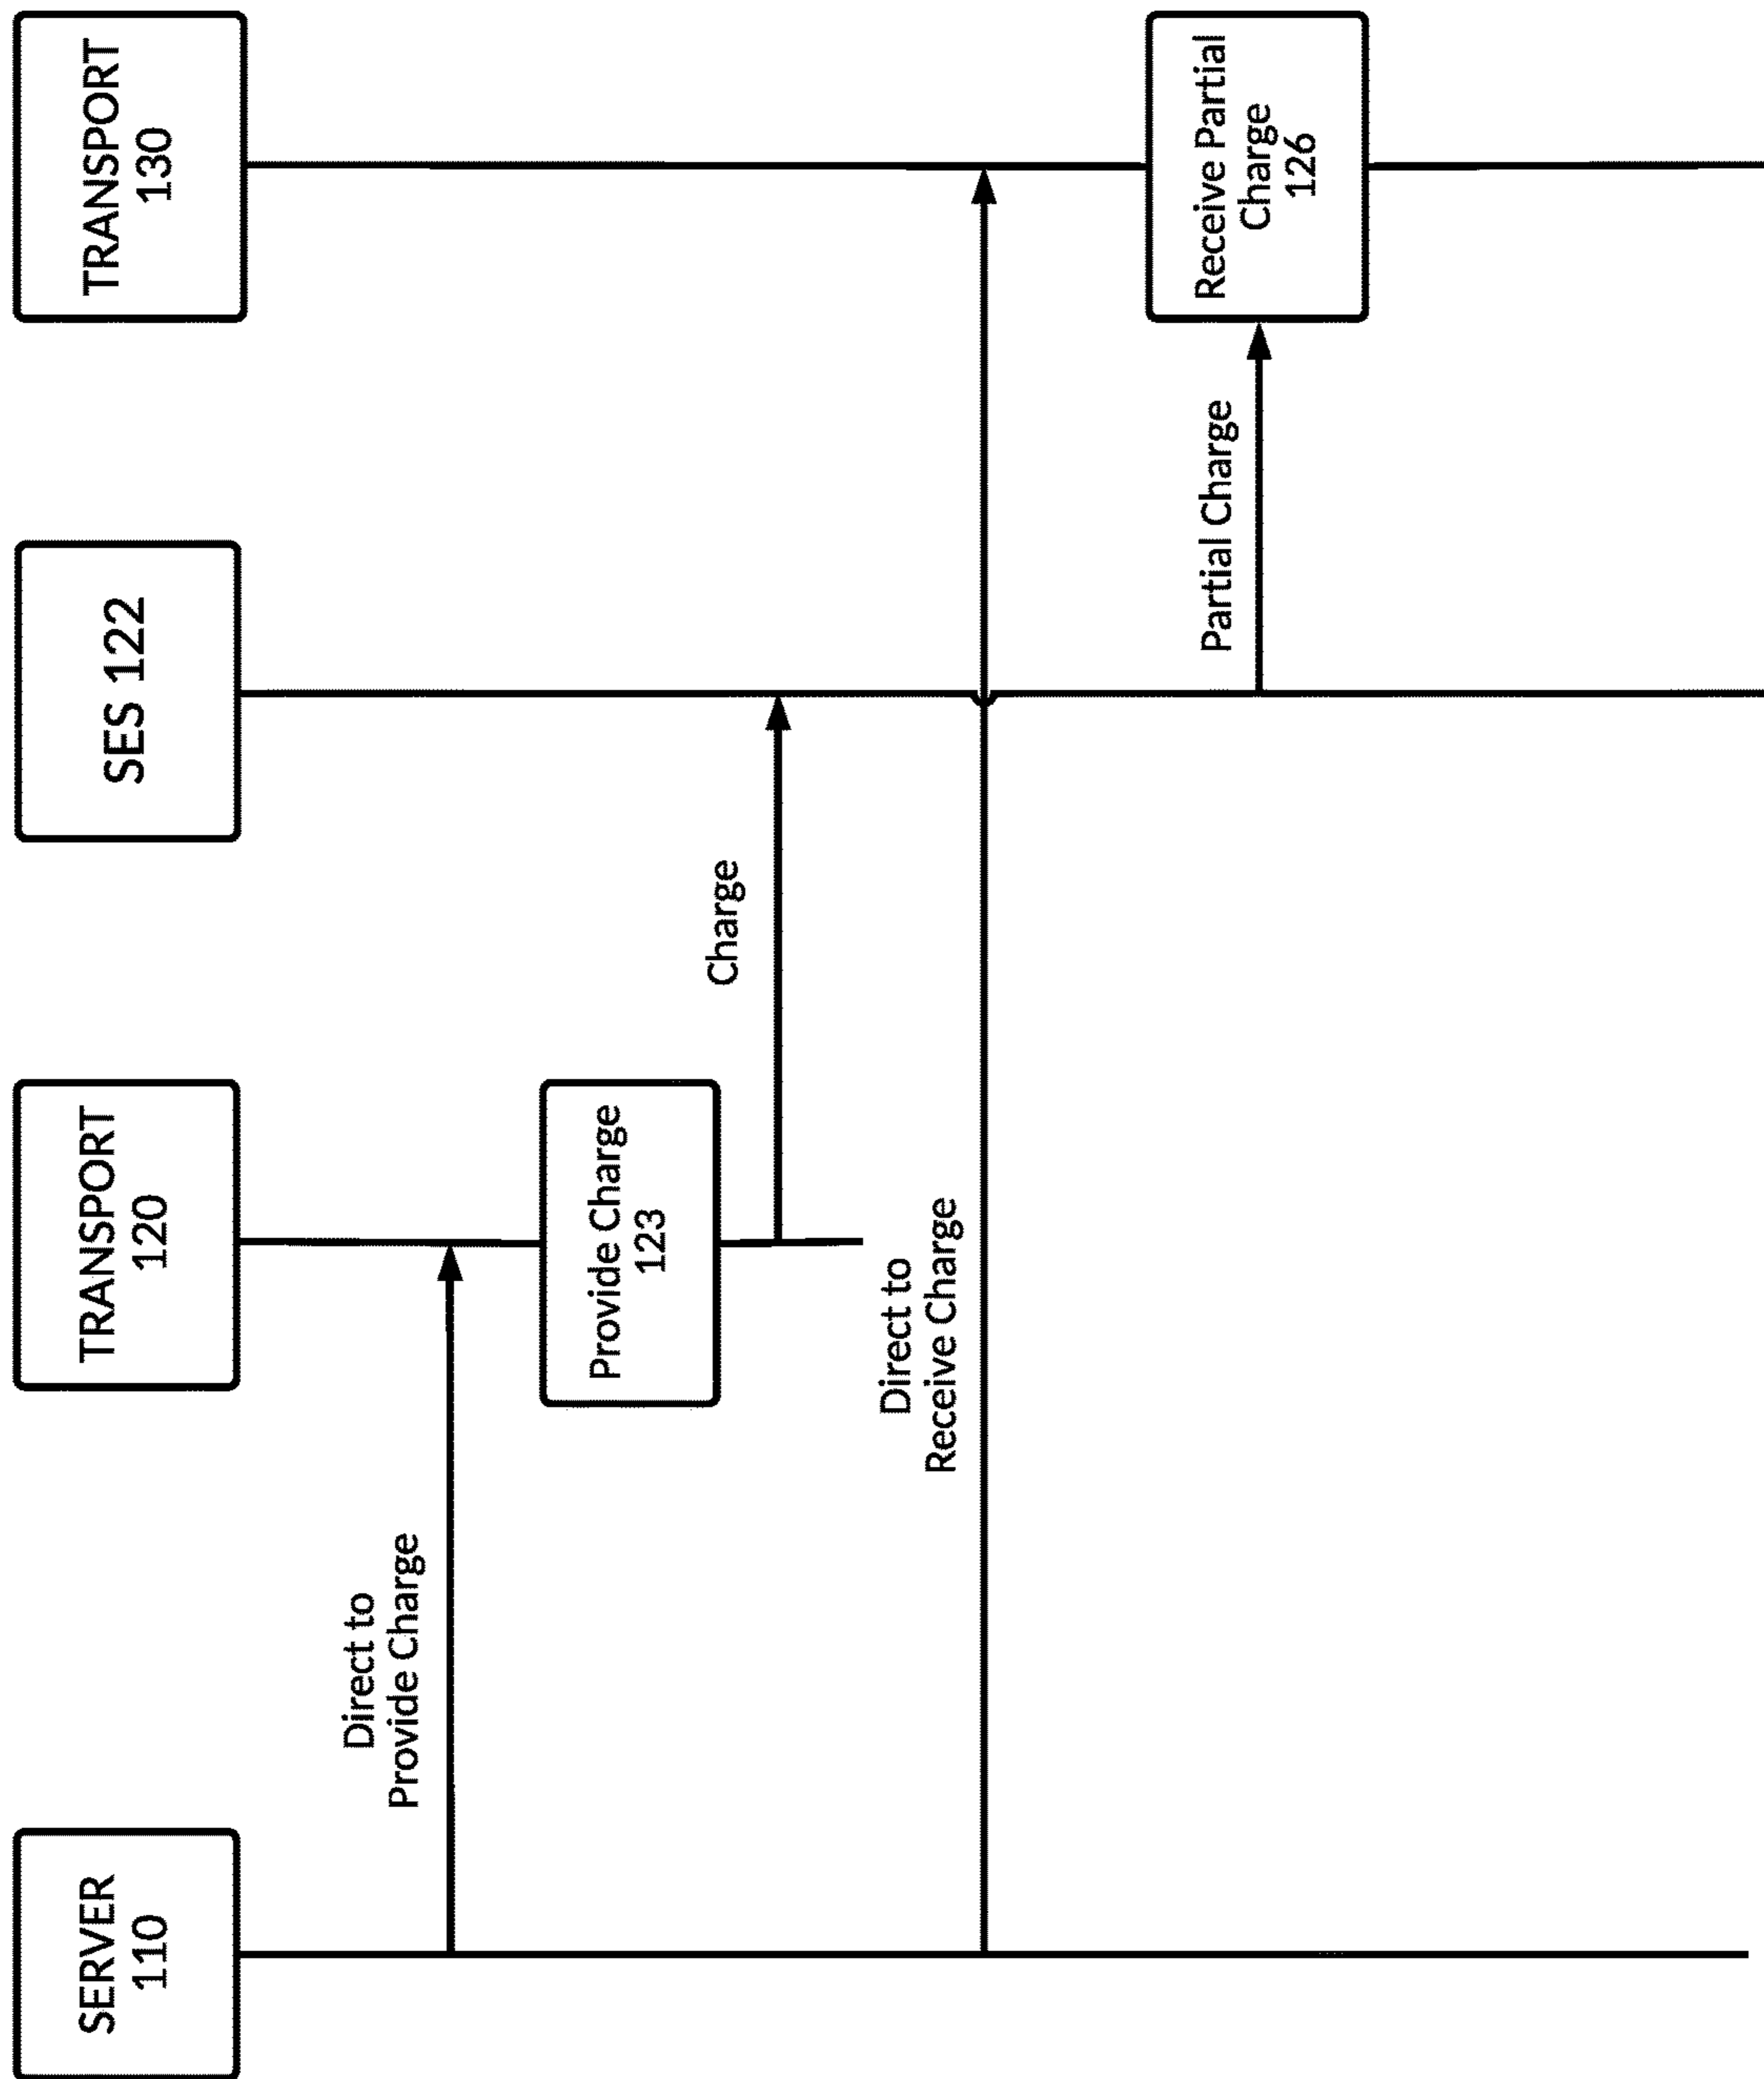 SERVER
110
TRANSPORT
120
SES 122
TRANSPORT
130
Direct to
Provide Charge
Provide Charge
123
Charge
Direct to
Receive Charge
Partial Charge
Receive Partial
Charge
126